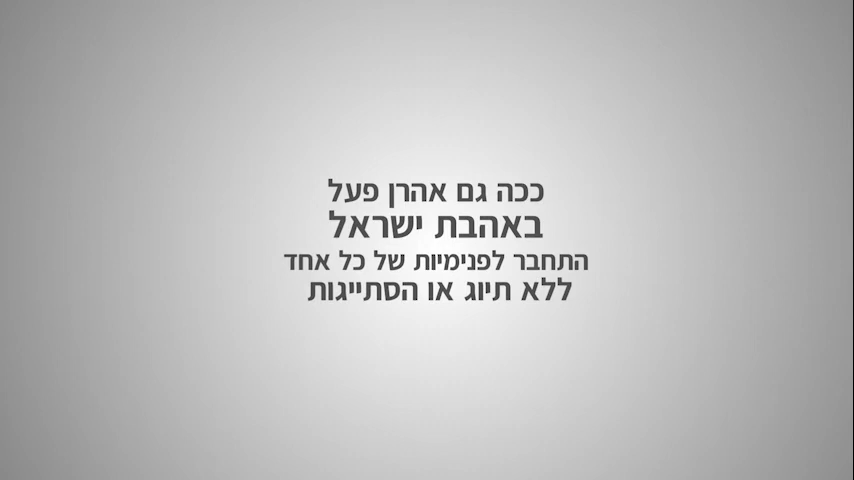 ככה גם אהרן פעל
באהבת ישראל
התחבר לפנימיות של כל אחד
ללא תיוג או הסתייגות